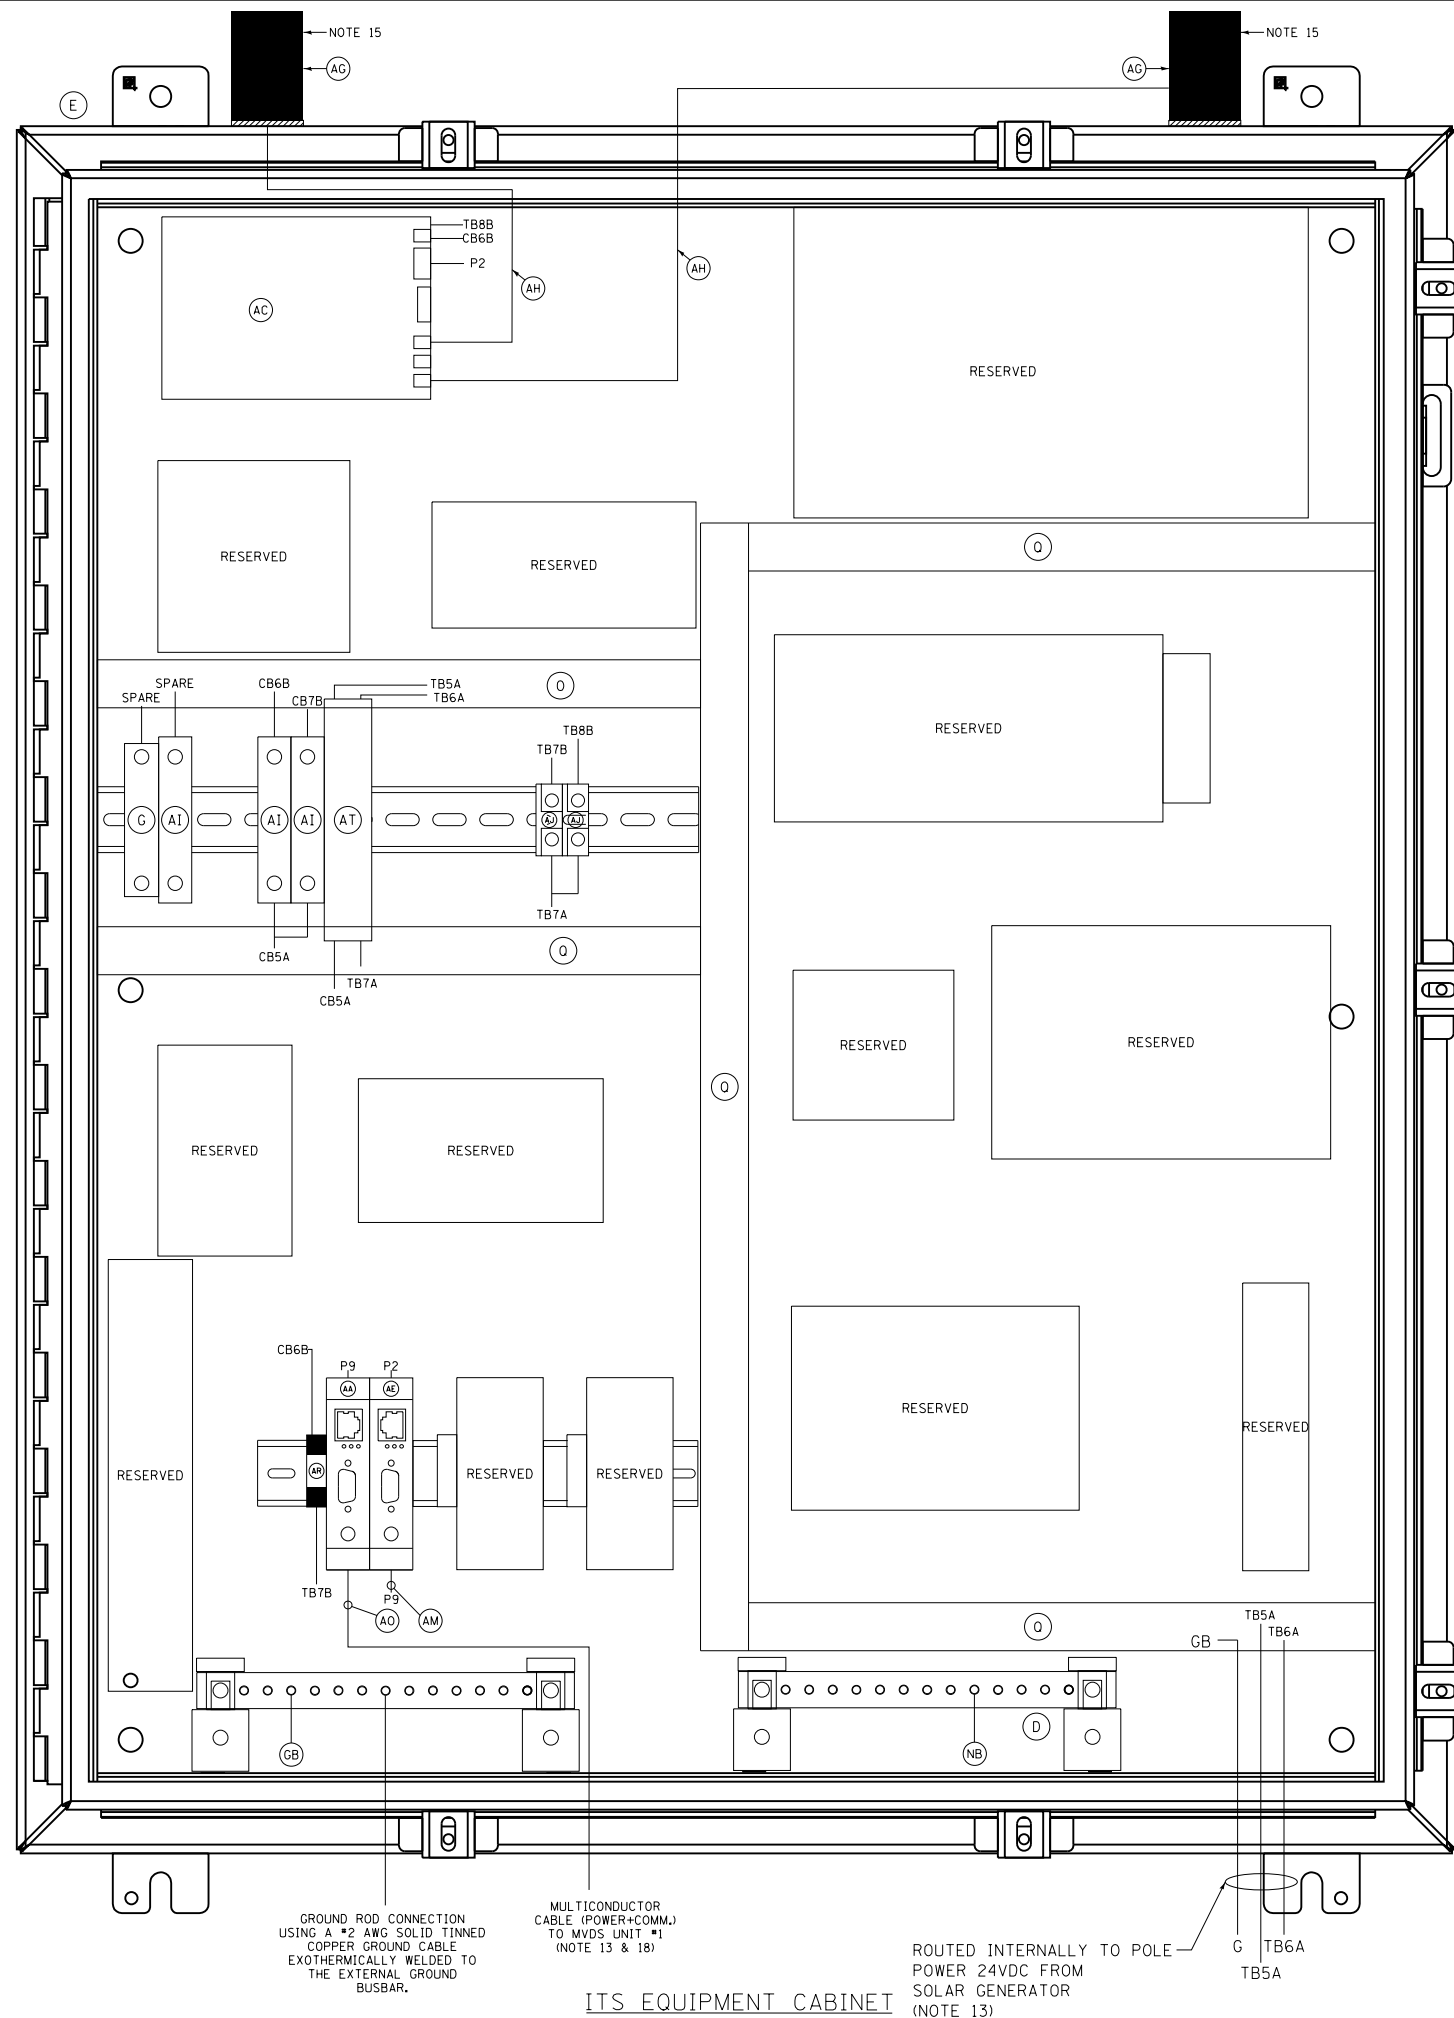 NOTE 15
NOTE 15
AG
AG
E
TB8B
CB6B
P2
AH
AH
AC
RESERVED
Q
RESERVED
RESERVED
O
SPARE
SPARE
CB6B
CB7B
TB5A
TB6A
TB7B
TB8B
RESERVED
G
AI
AI
AI
AT
AJ
AJ
TB7A
CB5A
Q
TB7A
CB5A
RESERVED
RESERVED
Q
RESERVED
RESERVED
CB6B
P9
P2
AA
AE
RESERVED
RESERVED
AR
RESERVED
RESERVED
RESERVED
TB7B
P9
AO
AM
Q
TB5A
TB6A
GB
D
GB
NB
GROUND ROD CONNECTION
USING A #2 AWG SOLID TINNED
COPPER GROUND CABLE
EXOTHERMICALLY WELDED TO
THE EXTERNAL GROUND
BUSBAR.
MULTICONDUCTOR
CABLE (POWER+COMM.)
TO MVDS UNIT #1
(NOTE 13 & 18)
ROUTED INTERNALLY TO POLE
POWER 24VDC FROM
SOLAR GENERATOR
(NOTE 13)
G
TB6A
TB5A
ITS EQUIPMENT CABINET